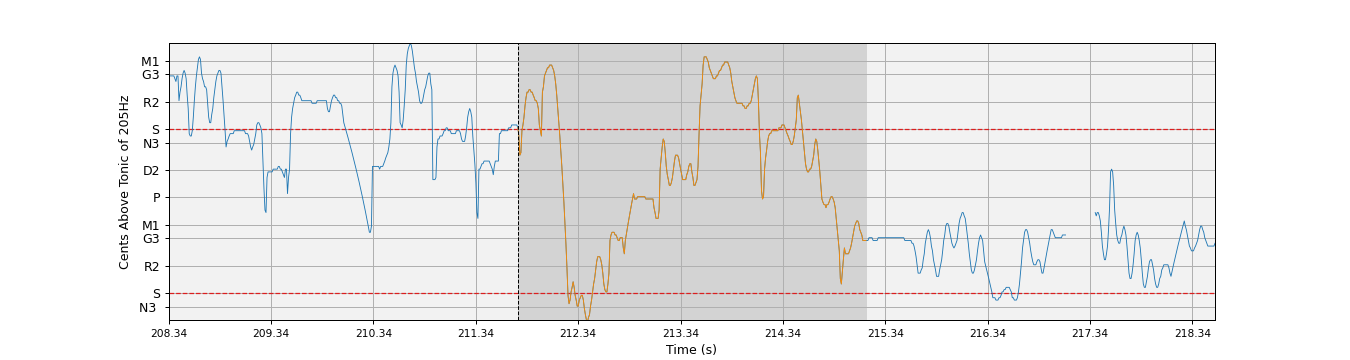 Cents Above Tonic of 205Hz
M1
G3
R2
S
N3
D2
P
M1
G3
R2
S
N3
208.34 209.34 210.34 211.34 212.34 213.34 214.34 215.34 216.34 217.34 218.34
Time (s)